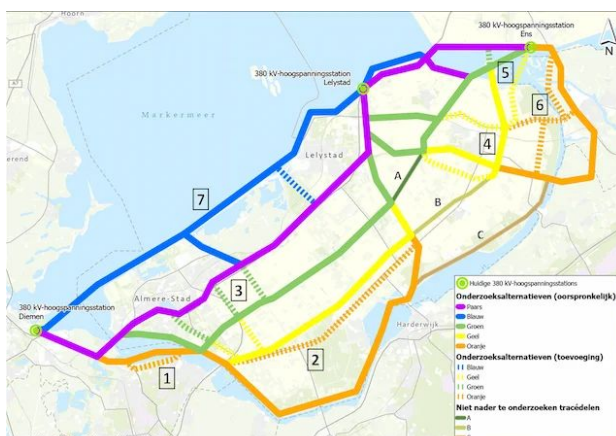 Hoorn
380 kV-hoogspanningsstation
Ens
N
380 kV-hoogspanningsstation
Lelystad
5
6
Markermeer
4
Lelystad
A
7
B
C
3
Almere-Stad
380 kV-hoogspanningsstation
Diemen
Harderwijk
2
1
Huidige 380 kV-hoogspanningsstations
Onderzoeksalternatieven (oorspronkelijk)
Paars
Blauw
Groen
Geel
Oranje
Onderzoeksalternatieven (toevoeging)
Blauw
Geel
Groen
Oranje
Niet nader te onderzoeken tracédelen
A
B